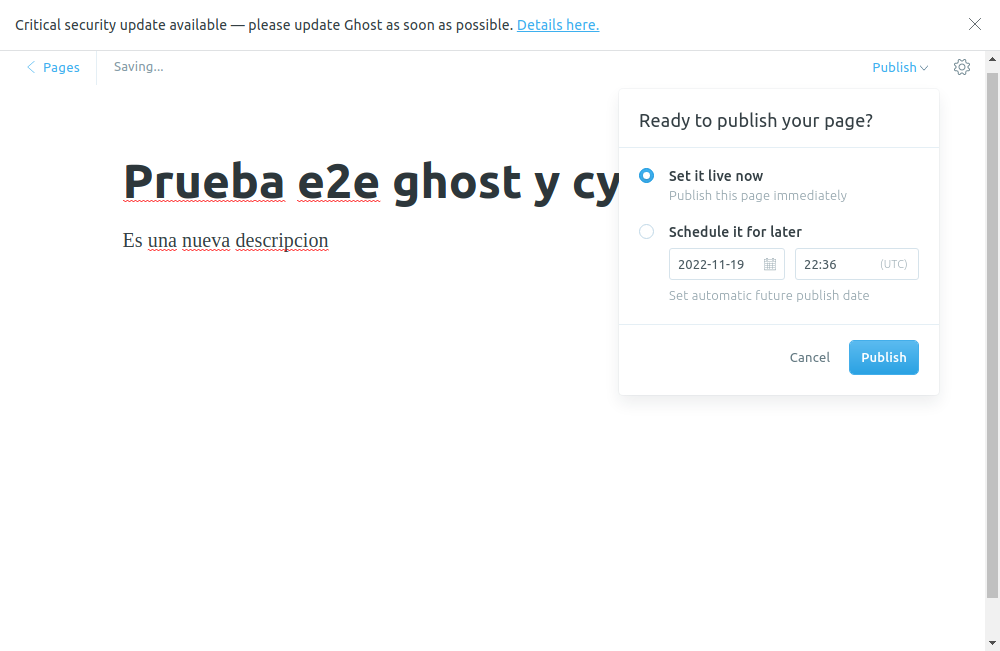 Critical security update available — please update Ghost as soon as possible. Details here.
Pages
Saving...
Publish
Ready to publish your page?
Prueba e2e ghost y cy
Es una nueva descripcion
Set it live now
Publish this page immediately
Schedule it for later
2022-11-19
22:36 (UTC)
Set automatic future publish date
Cancel
Publish